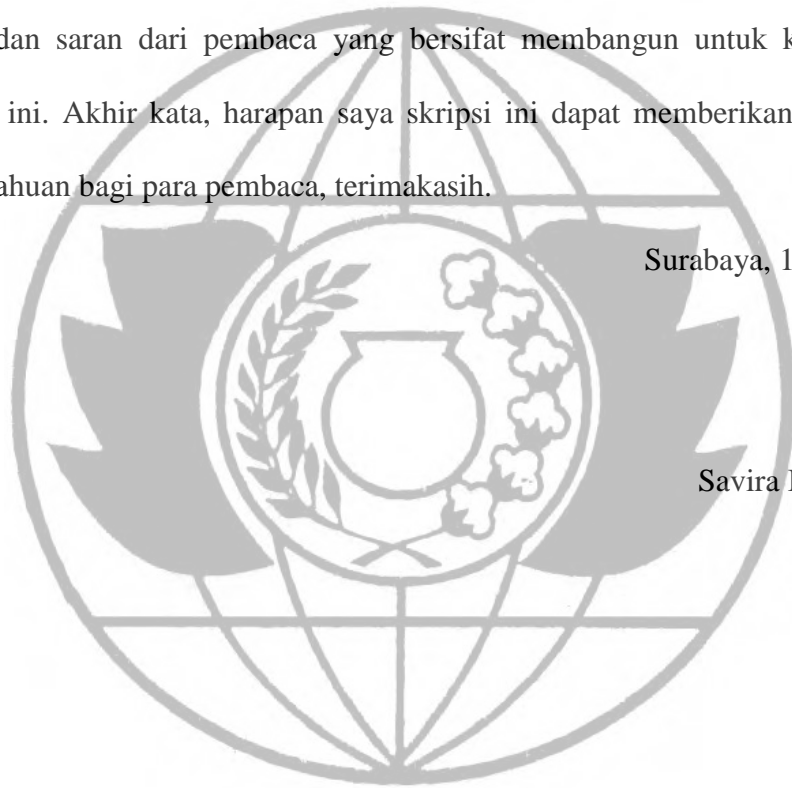 dan saran dari pembaca yang bersifat membangun untuk
ini. Akhir kata, harapan saya skripsi ini dapat memberikan
bagi para pembaca, terimakasih.
Surabaya, 1
Savira